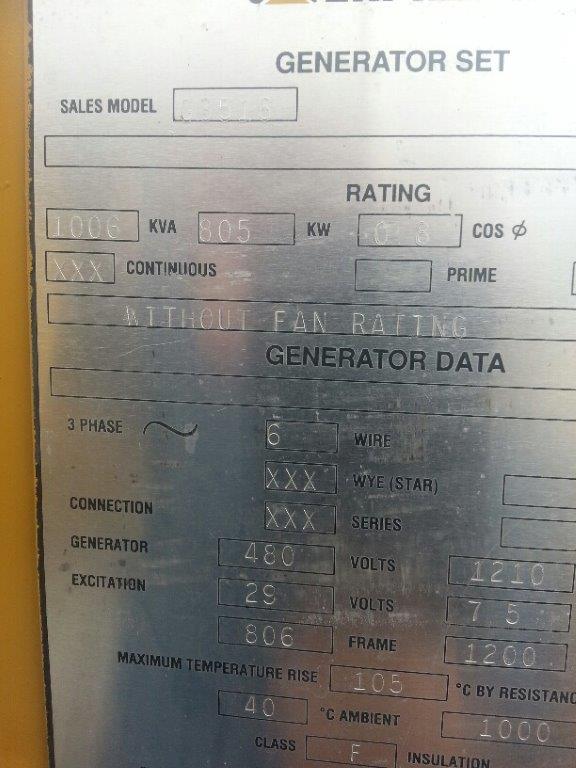 GENERATOR SET
SALES MODEL G3516
RATING
1006 KVA 805 KW 0 8 COS φ
XXX CONTINUOUS PRIME
WITHOUT FAN RATING
GENERATOR DATA
3 PHASE 6 WIRE
XXX WYE (STAR)
CONNECTION XXX SERIES
GENERATOR 480 VOLTS 1210
EXCITATION 29 VOLTS 7 5
806 FRAME 1200
MAXIMUM TEMPERATURE RISE 105 °C BY RESISTANC
40 °C AMBIENT 1000
CLASS F INSULATION